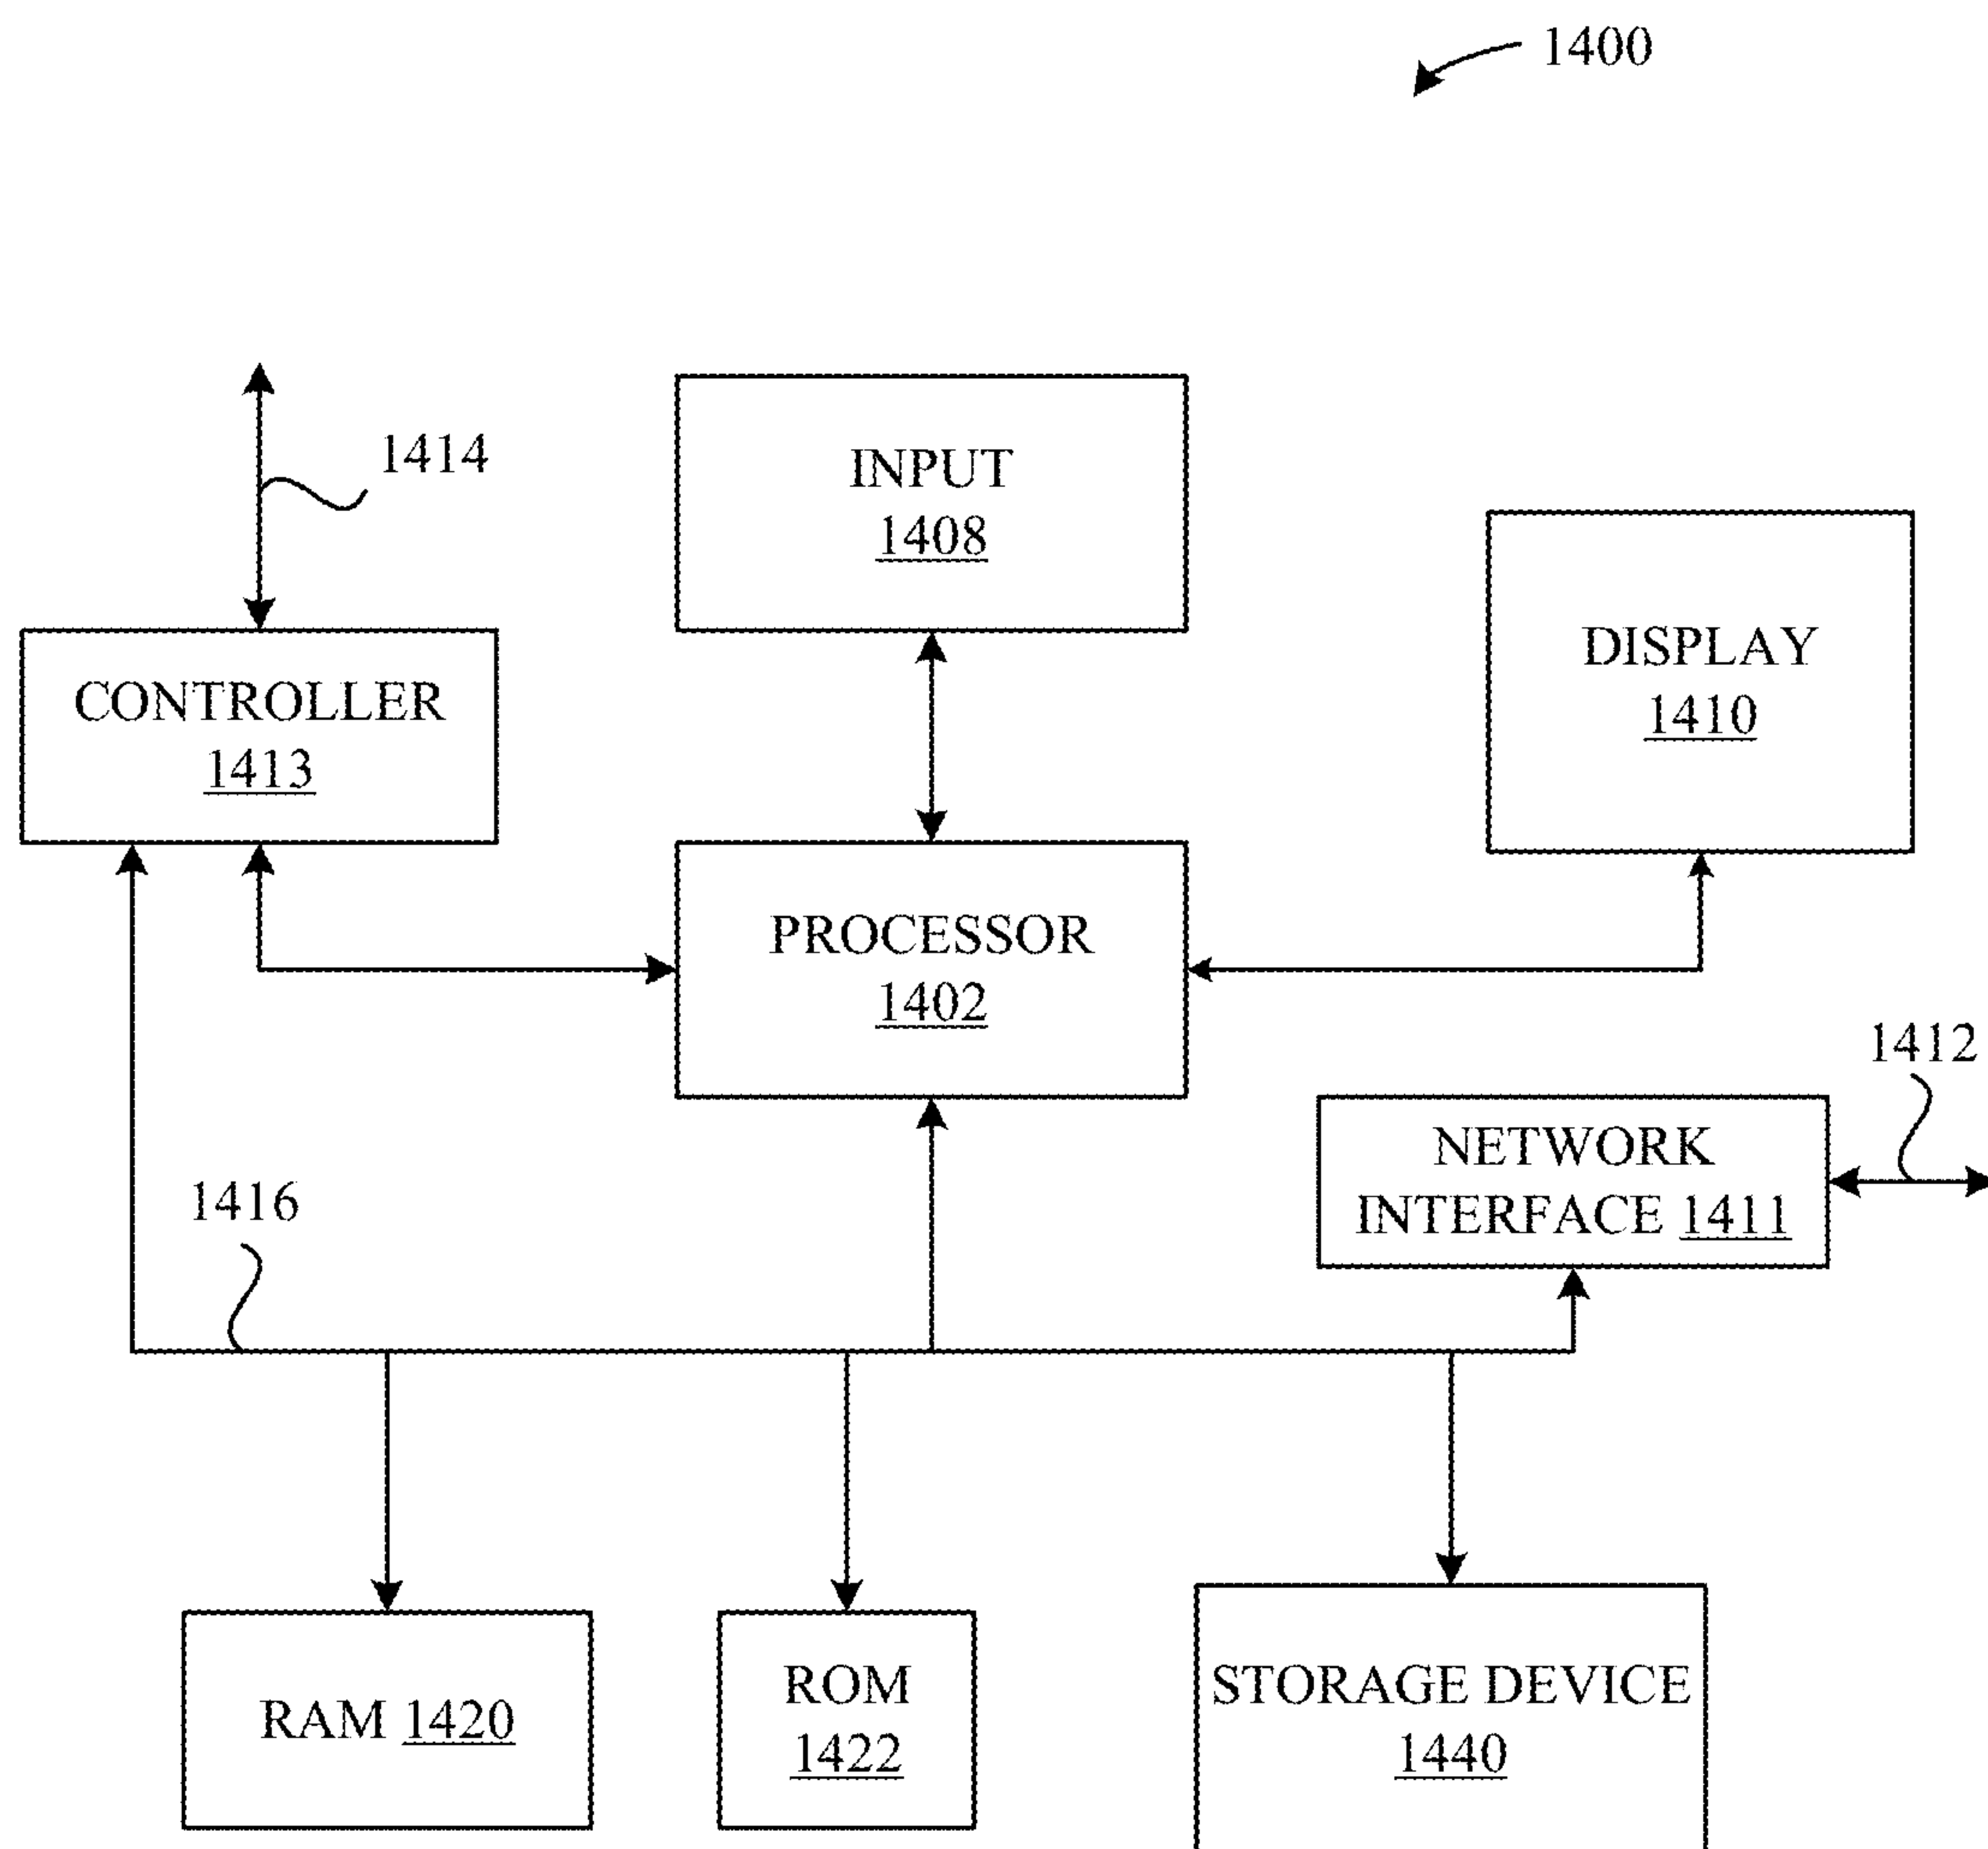 1400
1414
INPUT
1408
DISPLAY
1410
CONTROLLER
1413
PROCESSOR
1402
1412
NETWORK
INTERFACE 1411
1416
RAM 1420
ROM
1422
STORAGE DEVICE
1440